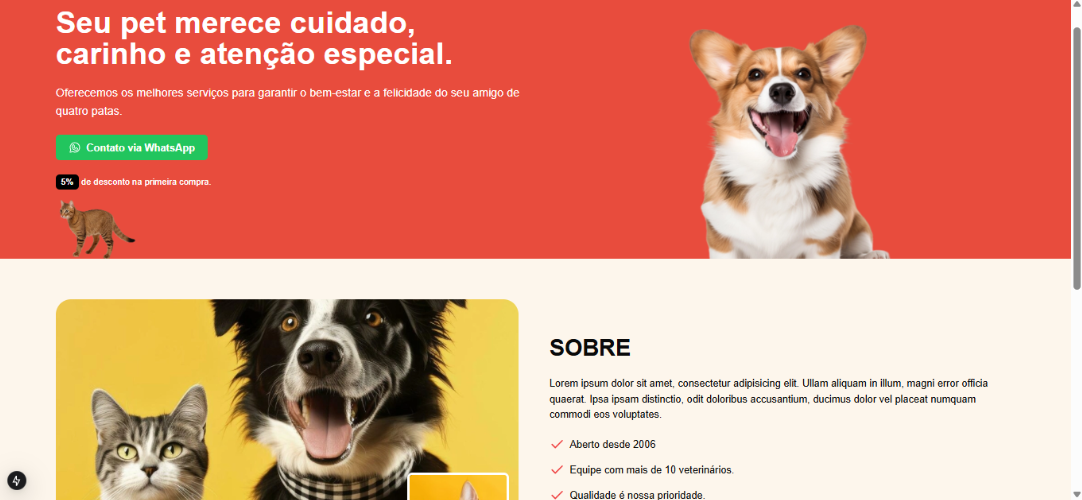 Seu pet merece cuidado,
carinho e atenção especial.
Oferecemos os melhores serviços para garantir o bem-estar e a felicidade do seu amigo de
quatro patas.
Contato via WhatsApp
5% de desconto na primeira compra.
SOBRE
Lorem ipsum dolor sit amet, consectetur adipisicing elit. Ullam aliquam in illum, magni error officia
quaerat. Ipsa ipsam distinctio, odit doloribus accusantium, ducimus dolor vel placeat numquam
commodi eos voluptates.
Aberto desde 2006
Equipe com mais de 10 veterinários.
Qualidade é nossa prioridade.